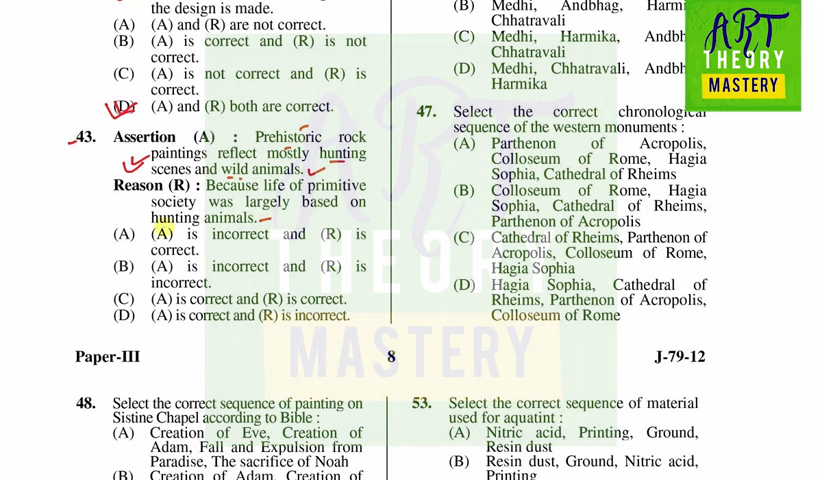 the design is made.
(A) (A) and (R) are not correct.
(B) (A) is correct and (R) is not
correct.
(C) (A) is not correct and (R) is
correct.
(D) (A) and (R) both are correct.
43. Assertion (A) : Prehistoric rock
paintings reflect mostly hunting
scenes and wild animals.
Reason (R) : Because life of primitive
society was largely based on
hunting animals.
(A) (A) is incorrect and (R) is
correct.
(B) (A) is incorrect and (R) is
incorrect.
(C) (A) is correct and (R) is correct.
(D) (A) is correct and (R) is incorrect.
(B) Medhi, Andbhag,
Chhatravali
(C) Medhi, Harmika,
Chhatravali
(D) Medhi, Chhatravali,
Harmika
47. Select the correct chronological
sequence of the western monuments :
(A) Parthenon of Acropolis,
Colloseum of Rome, Hagia
Sophia, Cathedral of Rheims
(B) Colloseum of Rome, Hagia
Sophia, Cathedral of Rheims,
Parthenon of Acropolis
(C) Cathedral of Rheims, Parthenon of
Acropolis, Colloseum of Rome,
Hagia Sophia
(D) Hagia Sophia, Cathedral of
Rheims, Parthenon of Acropolis,
Colloseum of Rome
Paper-III 8 J-79-12
48. Select the correct sequence of painting on
Sistine Chapel according to Bible :
(A) Creation of Eve, Creation of
Adam, Fall and Expulsion from
Paradise, The sacrifice of Noah
(B) Creation of Adam, Creation of
53. Select the correct sequence of material
used for aquatint :
(A) Nitric acid, Printing, Ground,
Resin dust
(B) Resin dust, Ground, Nitric acid,
Printing
ART
THEORY
MASTERY
ART
THEORY
MASTERY